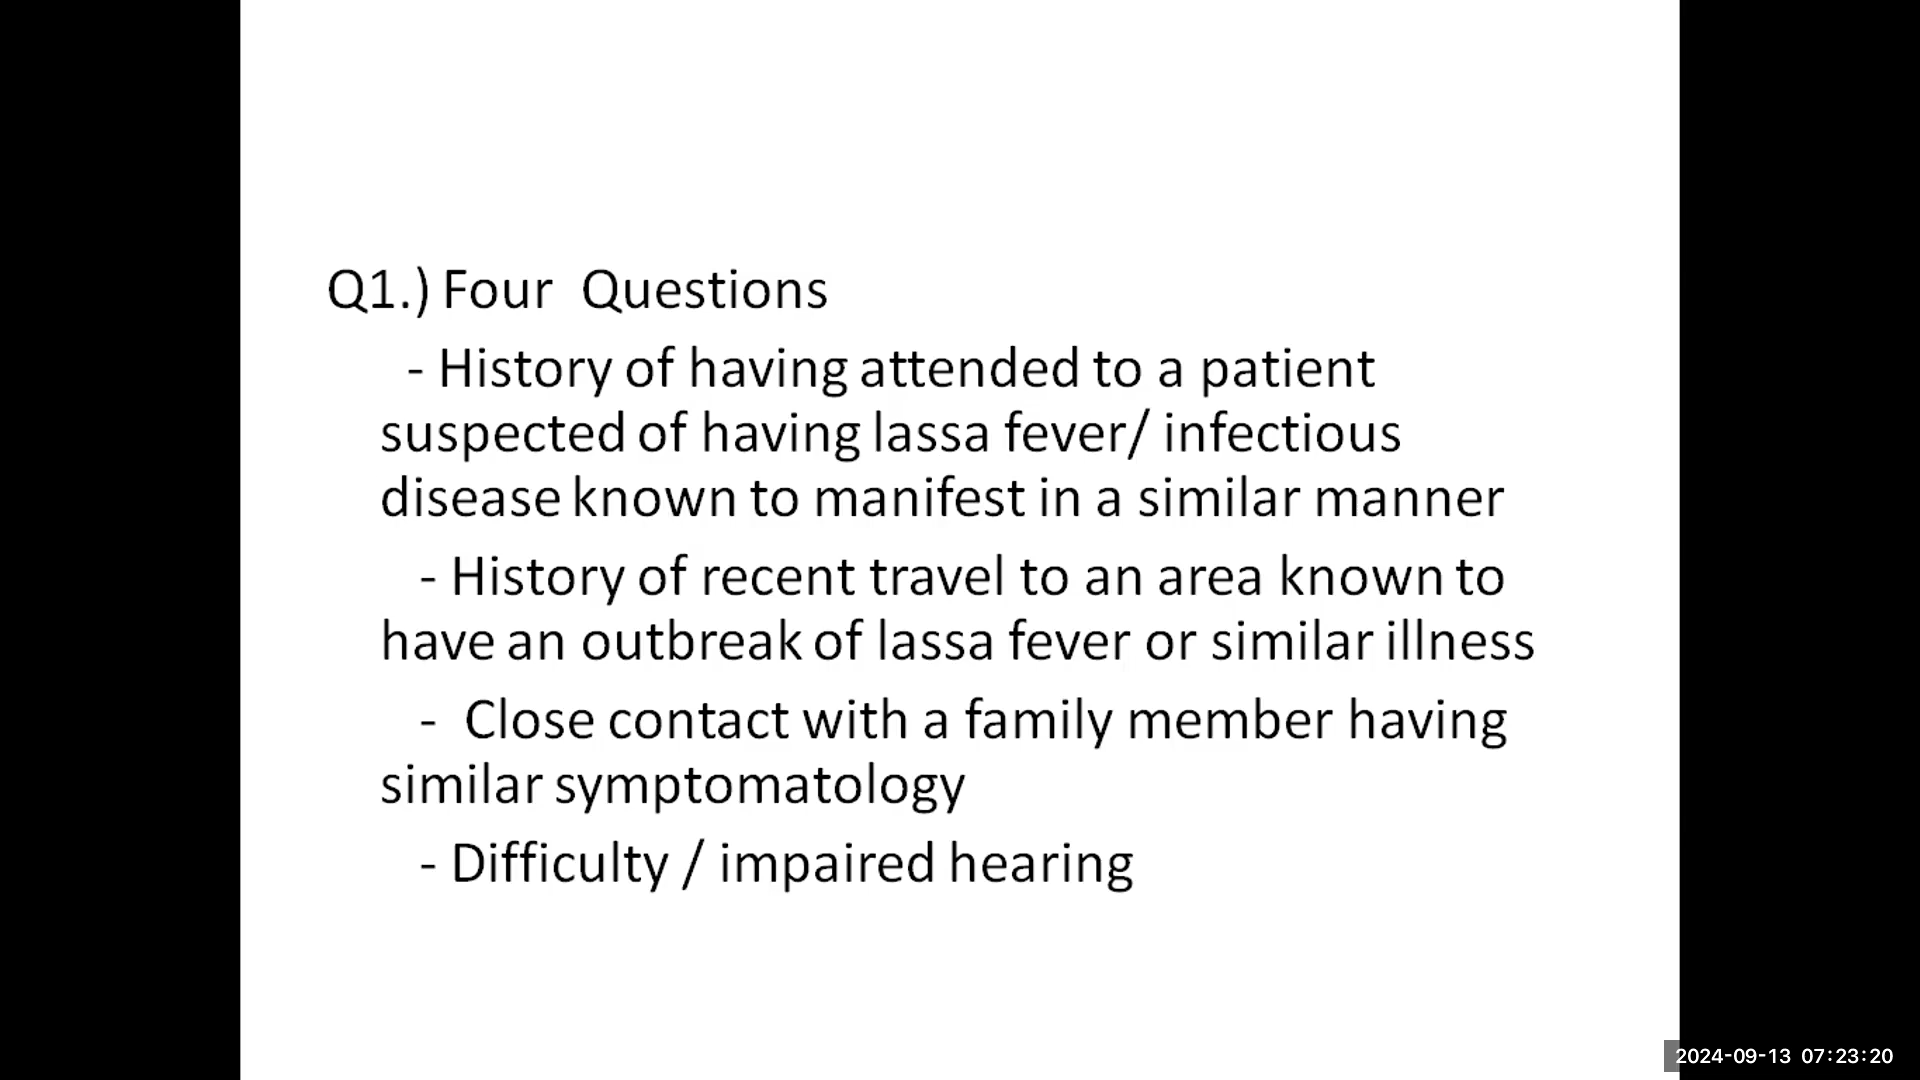 Q1.) Four Questions
- History of having attended to a patient
suspected of having lassa fever/ infectious
disease known to manifest in a similar manner
- History of recent travel to an area known to
have an outbreak of lassa fever or similar illness
- Close contact with a family member having
similar symptomatology
- Difficulty / impaired hearing
2024-09-13 07:23:20